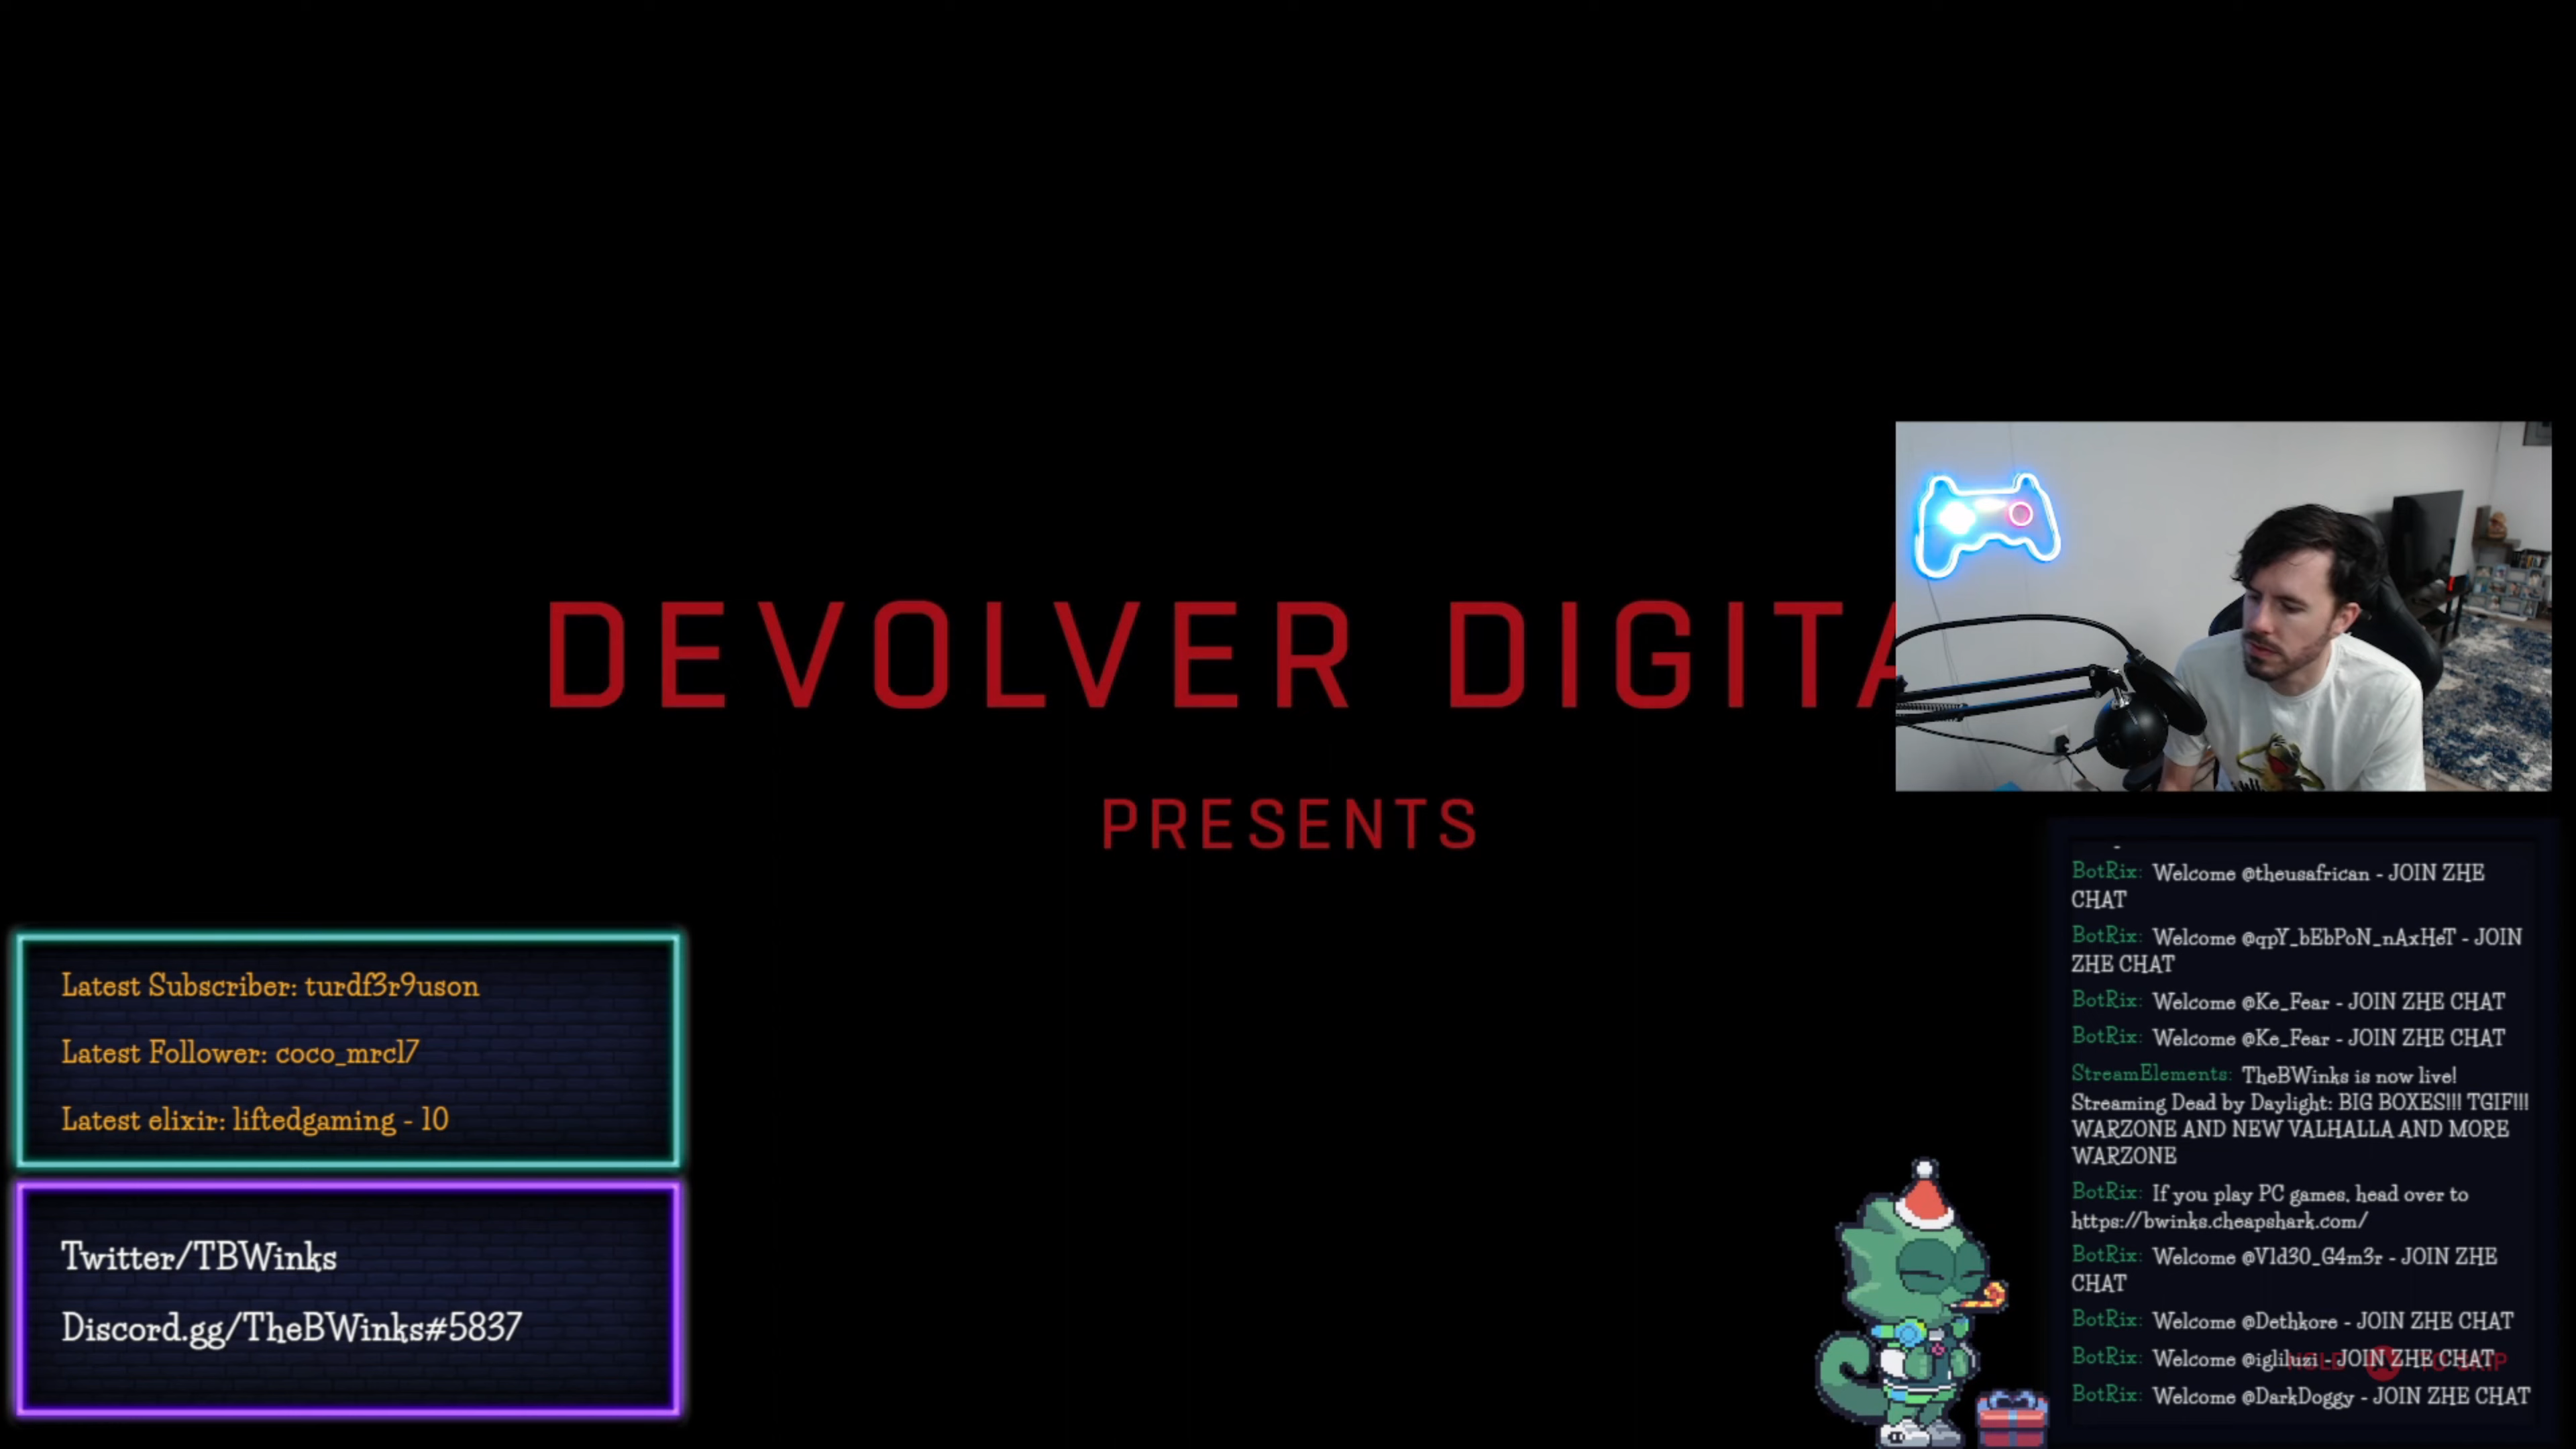 DEVOLVER DIGITA
PRESENTS
Latest Subscriber: turdf3r9uson
Latest Follower: coco_mrc17
Latest elixir: liftedgaming - 10
Twitter/TBWinks
Discord.gg/TheBWinks#5837
BotRix: Welcome @theusafrican - JOIN ZHE
CHAT
BotRix: Welcome @qpY_bEbPoN_nAxHeT - JOIN
ZHE CHAT
BotRix: Welcome @Ke_Fear - JOIN ZHE CHAT
BotRix: Welcome @Ke_Fear - JOIN ZHE CHAT
StreamElements: TheBWinks is now live!
Streaming Dead by Daylight: BIG BOXES!!! TGIF!!!
WARZONE AND NEW VALHALLA AND MORE
WARZONE
BotRix: If you play PC games, head over to
https://bwinks.cheapshark.com/
BotRix: Welcome @V1d30_G4m3r - JOIN ZHE
CHAT
BotRix: Welcome @Dethkore - JOIN ZHE CHAT
BotRix: Welcome @iglihuzi - JOIN ZHE CHAT
BotRix: Welcome @DarkDoggy - JOIN ZHE CHAT